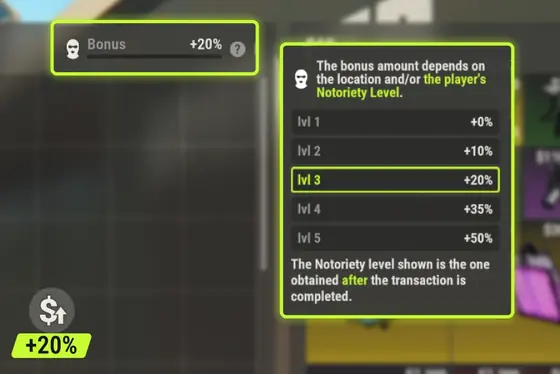 Bonus +20% ?
The bonus amount depends on
the location and/or the player's
Notoriety Level.
lvl 1 +0%
lvl 2 +10%
lvl 3 +20%
lvl 4 +35%
lvl 5 +50%
The Notoriety level shown is the one
obtained after the transaction is
completed.
$
+20%